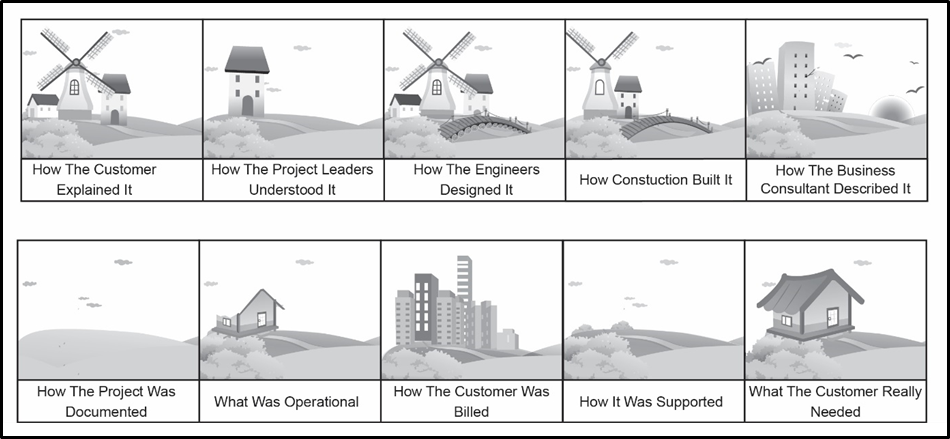 How The Customer
Explained It
How The Project Leaders
Understood It
How The Engineers
Designed It
How Constuction Built It
How The Business
Consultant Described It
How The Project Was
Documented
What Was Operational
How The Customer Was
Billed
How It Was Supported
What The Customer Really
Needed